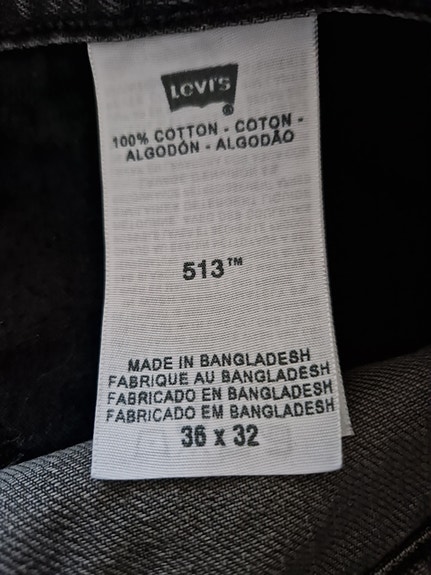 LEVI'S
®
100% COTTON - COTON -
ALGODÓN - ALGODÃO
513™
MADE IN BANGLADESH
FABRIQUE AU BANGLADESH
FABRICADO EN BANGLADESH
FABRICADO EM BANGLADESH
36 x 32